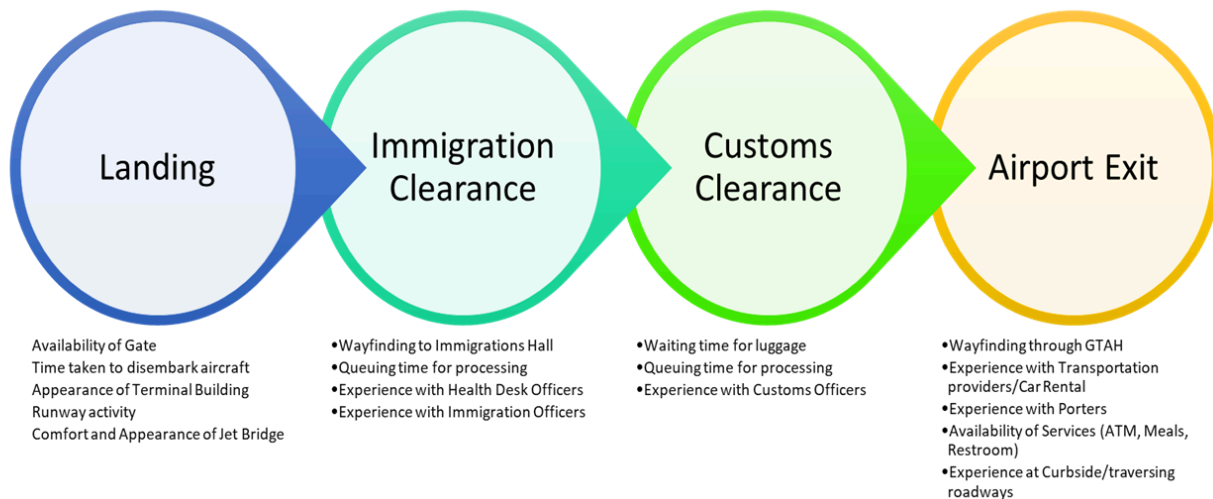 Landing
Immigration
Clearance
Customs
Clearance
Airport Exit
Availability of Gate
Time taken to disembark aircraft
Appearance of Terminal Building
Runway activity
Comfort and Appearance of Jet Bridge
•Wayfinding to Immigrations Hall
•Queuing time for processing
•Experience with Health Desk Officers
•Experience with Immigration Officers
•Waiting time for luggage
•Queuing time for processing
•Experience with Customs Officers
•Wayfinding through GTAH
•Experience with Transportation
providers/Car Rental
•Experience with Porters
•Availability of Services (ATM, Meals,
Restroom)
•Experience at Curbside/traversing
roadways